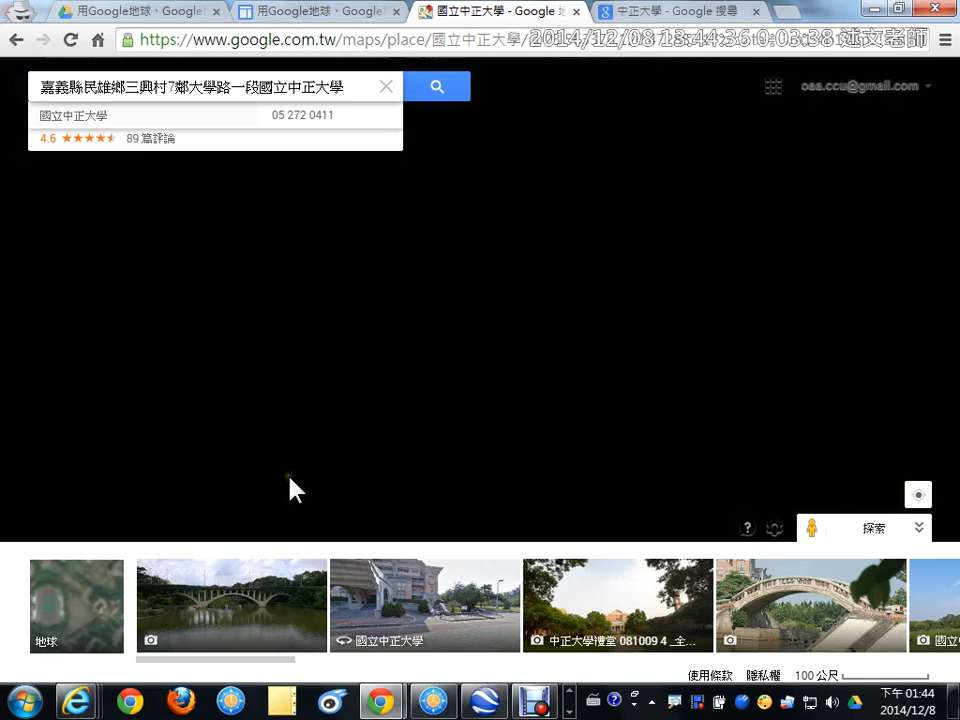 用Google地球、Google
用Google地球、Google
國立中正大學 - Google 地
中正大學 - Google 搜尋
https://www.google.com.tw/maps/place/國立中正大學/
2014/12/08 13:44:36 0:03:38 述文老師
嘉義縣民雄鄉三興村7鄰大學路一段國立中正大學
oaa.ccu@gmail.com
國立中正大學 05 272 0411
4.6 89 篇評論
?
探索
地球
國立中正大學
中正大學禮堂 081009 4 _全...
國立
使用條款 隱私權 100 公尺
下午 01:44
2014/12/8